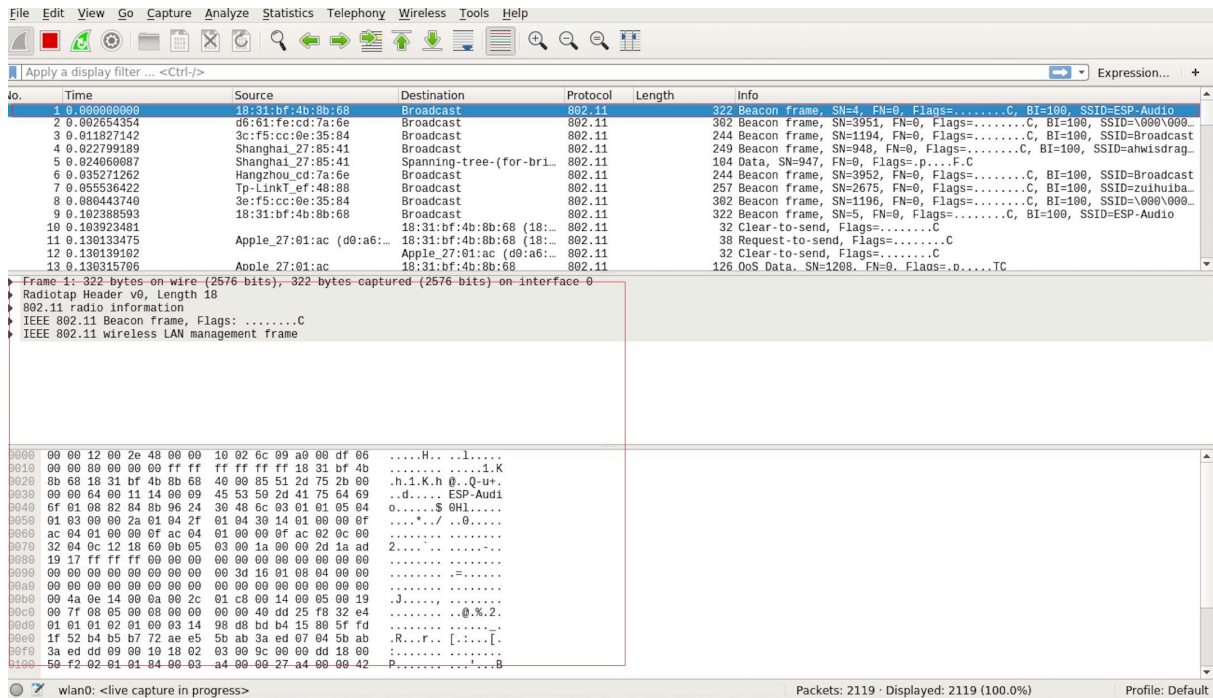 File Edit View Go Capture Analyze Statistics Telephony Wireless Tools Help
Apply a display filter ... <Ctrl-/> Expression... +
No. Time Source Destination Protocol Length Info
1 0.000000000 18:31:bf:4b:8b:68 Broadcast 802.11 322 Beacon frame, SN=4, FN=0, Flags=........C, BI=100, SSID=ESP-Audio
2 0.002654354 d6:61:fe:cd:7a:6e Broadcast 802.11 302 Beacon frame, SN=3951, FN=0, Flags=........C, BI=100, SSID=\000\000…
3 0.011827142 3c:f5:cc:0e:35:84 Broadcast 802.11 244 Beacon frame, SN=1194, FN=0, Flags=........C, BI=100, SSID=Broadcast
4 0.022799189 Shanghai_27:85:41 Broadcast 802.11 249 Beacon frame, SN=948, FN=0, Flags=........C, BI=100, SSID=ahwisdrag…
5 0.024060087 Shanghai_27:85:41 Spanning-tree-(for-bri… 802.11 104 Data, SN=947, FN=0, Flags=.p....F.C
6 0.035271262 Hangzhou_cd:7a:6e Broadcast 802.11 244 Beacon frame, SN=3952, FN=0, Flags=........C, BI=100, SSID=Broadcast
7 0.055536422 Tp-LinkT_ef:48:88 Broadcast 802.11 257 Beacon frame, SN=2675, FN=0, Flags=........C, BI=100, SSID=zuihuiba…
8 0.080443740 3e:f5:cc:0e:35:84 Broadcast 802.11 302 Beacon frame, SN=1196, FN=0, Flags=........C, BI=100, SSID=\000\000…
9 0.102388593 18:31:bf:4b:8b:68 Broadcast 802.11 322 Beacon frame, SN=5, FN=0, Flags=........C, BI=100, SSID=ESP-Audio
10 0.103923481 18:31:bf:4b:8b:68 (18:… 802.11 32 Clear-to-send, Flags=........C
11 0.130133475 Apple_27:01:ac (d0:a6:… 18:31:bf:4b:8b:68 (18:… 802.11 38 Request-to-send, Flags=........C
12 0.130139102 Apple_27:01:ac (d0:a6:… 802.11 32 Clear-to-send, Flags=........C
13 0.130315706 Apple_27:01:ac 18:31:bf:4b:8b:68 802.11 126 QoS Data, SN=1208, FN=0, Flags=.p.....TC
Frame 1: 322 bytes on wire (2576 bits), 322 bytes captured (2576 bits) on interface 0
Radiotap Header v0, Length 18
802.11 radio information
IEEE 802.11 Beacon frame, Flags: ........C
IEEE 802.11 wireless LAN management frame
0000 00 00 12 00 2e 48 00 00 10 02 6c 09 a0 00 df 06 .....H.. ..l.....
0010 00 00 80 00 00 00 ff ff ff ff ff ff 18 31 bf 4b ........ .....1.K
0020 8b 68 18 31 bf 4b 8b 68 40 00 85 51 2d 75 2b 00 .h.1.K.h @..Q-u+.
0030 00 00 64 00 11 14 00 09 45 53 50 2d 41 75 64 69 ..d..... ESP-Audi
0040 6f 01 08 82 84 8b 96 24 30 48 6c 03 01 01 05 04 o......$ 0Hl.....
0050 01 03 00 00 2a 01 04 2f 01 04 30 14 01 00 00 0f ....*../ ..0.....
0060 ac 04 01 00 00 0f ac 04 01 00 00 0f ac 02 0c 00 ........ ........
0070 32 04 0c 12 18 60 0b 05 03 00 1a 00 00 2d 1a ad 2....`.. .....-..
0080 19 17 ff ff ff 00 00 00 00 00 00 00 00 00 00 00 ........ ........
0090 00 00 00 00 00 00 00 00 00 3d 16 01 08 04 00 00 ........ .=......
00a0 00 00 00 00 00 00 00 00 00 00 00 00 00 00 00 00 ........ ........
00b0 00 4a 0e 14 00 0a 00 2c 01 c8 00 14 00 05 00 19 .J....., ........
00c0 00 7f 08 05 00 08 00 00 00 00 40 dd 25 f8 32 e4 ........ ..@.%.2.
00d0 01 01 01 02 01 00 03 14 98 d8 bd b4 15 80 5f fd ........ ......_.
00e0 1f 52 b4 b5 b7 72 ae e5 5b ab 3a ed 07 04 5b ab .R...r.. [.:...[.
00f0 3a ed dd 09 00 10 18 02 03 00 9c 00 00 dd 18 00 :....... ........
0100 50 f2 02 01 01 84 00 03 a4 00 00 27 a4 00 00 42 P....... ...'...B
wlan0: <live capture in progress> Packets: 2119 · Displayed: 2119 (100.0%) Profile: Default